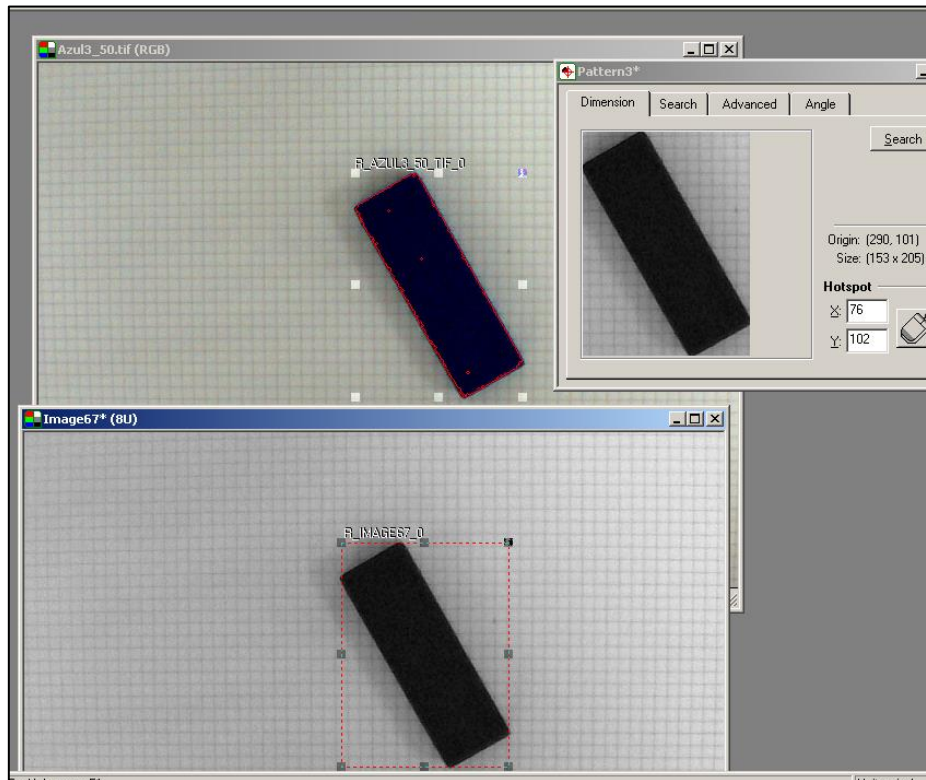 Azul3_50.tif (RGB)
Pattern3*
Dimension Search Advanced Angle
Search
R_AZUL3_50_TIF_0
Origin: (290, 101)
Size: (153 x 205)
Hotspot
X: 76
Y: 102
Image67* (8U)
R_IMAGE67_0